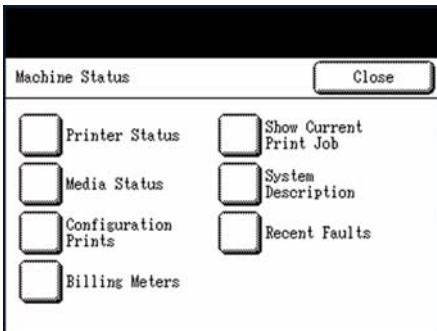 Machine Status
Close
Printer Status
Show Current
Print Job
Media Status
System
Description
Configuration
Prints
Recent Faults
Billing Meters